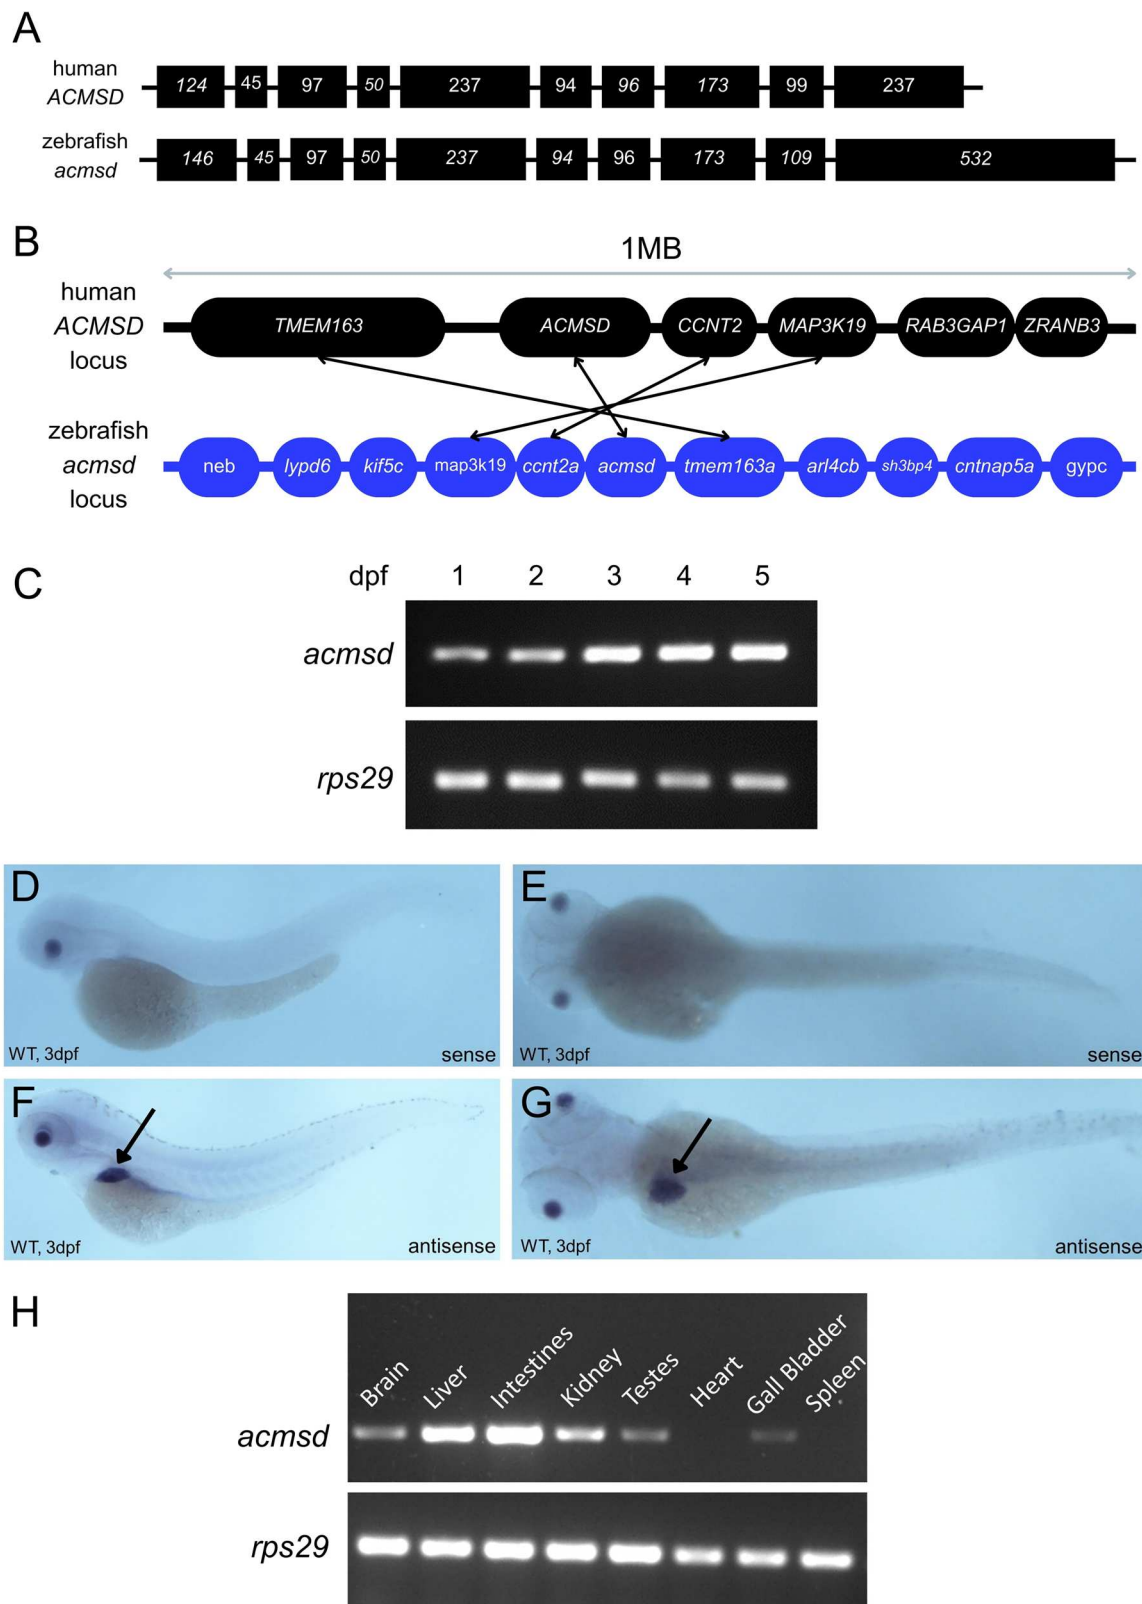 A
human
ACMSD
124 45 97 50 237 94 96 173 99 237
zebrafish
acmsd
146 45 97 50 237 94 96 173 109 532
B
1MB
human
ACMSD
locus
TMEM163 ACMSD CCNT2 MAP3K19 RAB3GAP1 ZRANB3
zebrafish
acmsd
locus
neb lypd6 kif5c map3k19 ccnt2a acmsd tmem163a arl4cb sh3bp4 cntnap5a gypc
C
dpf 1 2 3 4 5
acmsd
rps29
D
WT, 3dpf
sense
E
WT, 3dpf
sense
F
WT, 3dpf
antisense
G
WT, 3dpf
antisense
H
Brain Liver Intestines Kidney Testes Heart Gall Bladder Spleen
acmsd
rps29